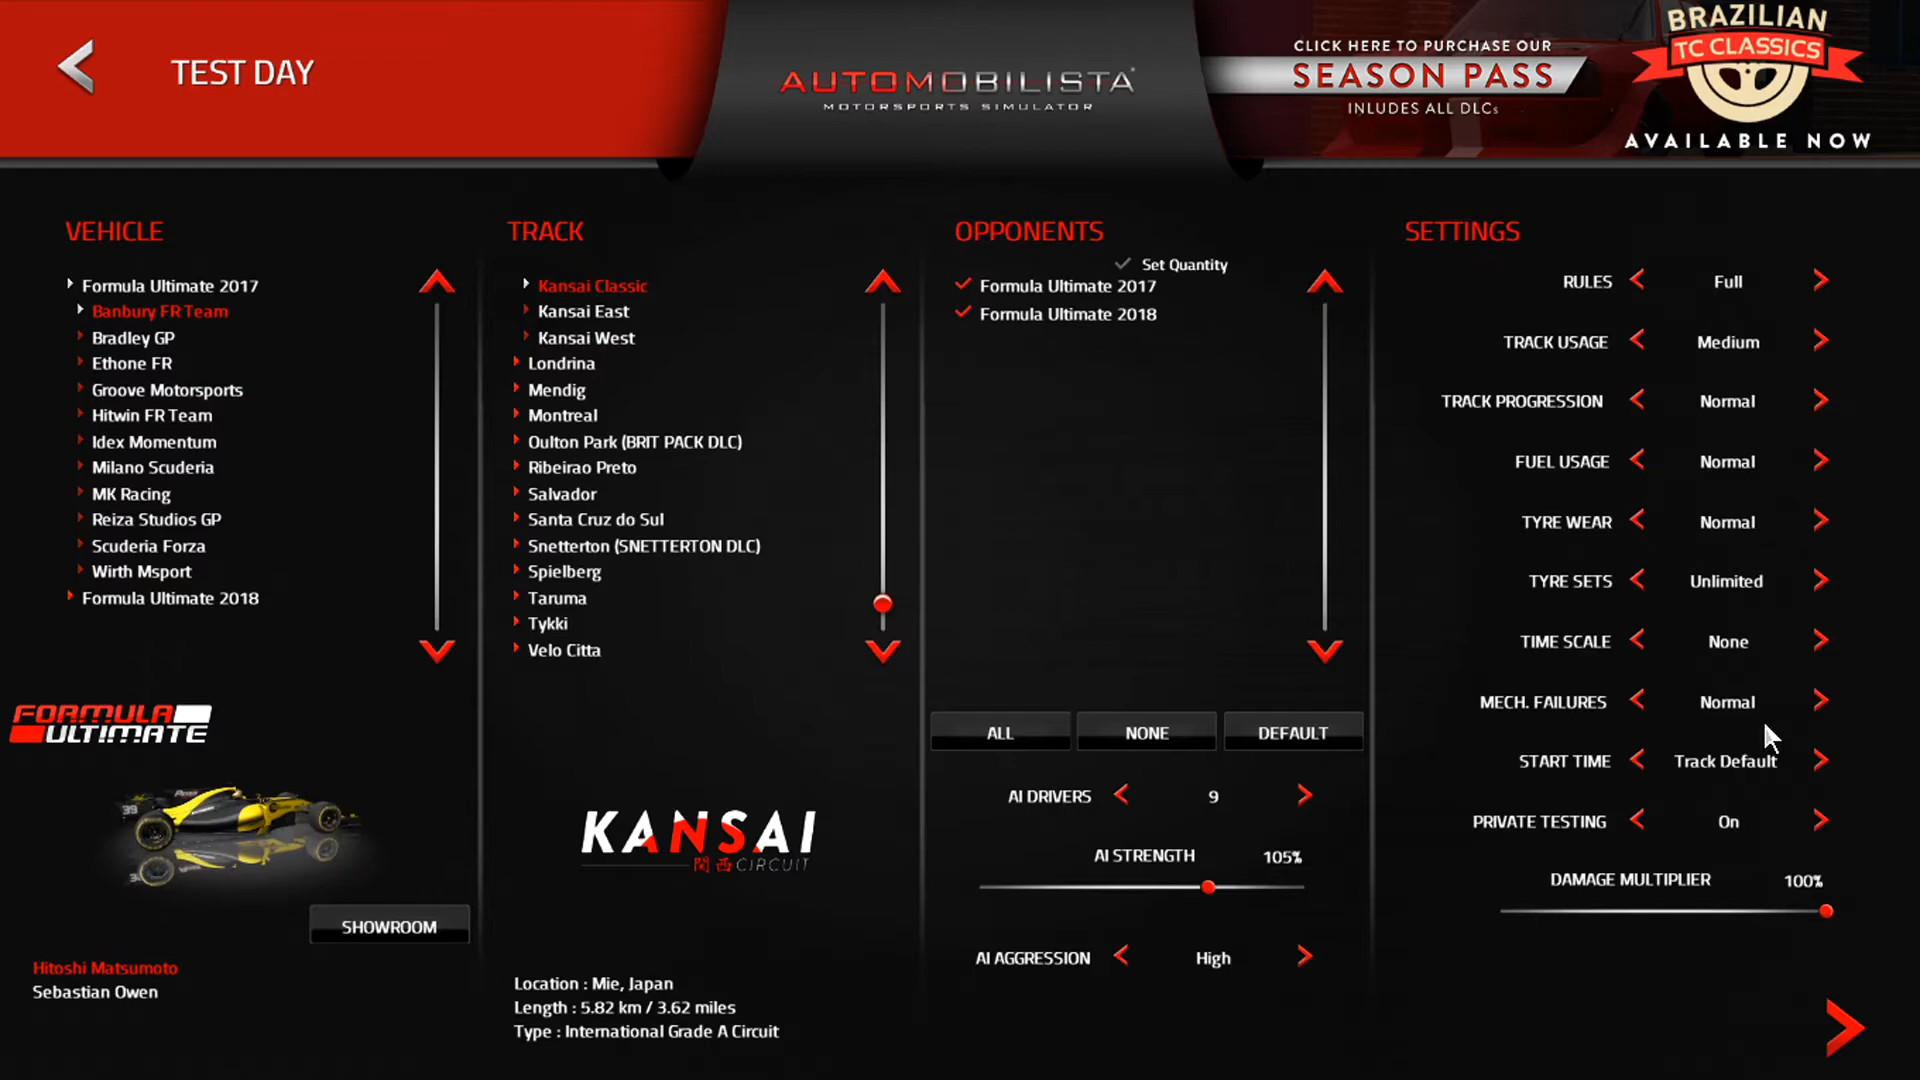 TEST DAY
AUTOMOBILISTA
MOTORSPORTS SIMULATOR
CLICK HERE TO PURCHASE OUR
SEASON PASS
INLUDES ALL DLCs
BRAZILIAN
TC CLASSICS
AVAILABLE NOW
VEHICLE
Formula Ultimate 2017
Banbury FR Team
Bradley GP
Ethone FR
Groove Motorsports
Hitwin FR Team
Idex Momentum
Milano Scuderia
MK Racing
Reiza Studios GP
Scuderia Forza
Wirth Msport
Formula Ultimate 2018
FORMULA
ULTIMATE
39
SHOWROOM
Hitoshi Matsumoto
Sebastian Owen
TRACK
Kansai Classic
Kansai East
Kansai West
Londrina
Mendig
Montreal
Oulton Park (BRIT PACK DLC)
Ribeirao Preto
Salvador
Santa Cruz do Sul
Snetterton (SNETTERTON DLC)
Spielberg
Taruma
Tykki
Velo Citta
KANSAI
関西 CIRCUIT
Location : Mie, Japan
Length : 5.82 km / 3.62 miles
Type : International Grade A Circuit
OPPONENTS
Set Quantity
Formula Ultimate 2017
Formula Ultimate 2018
ALL NONE DEFAULT
AI DRIVERS 9
AI STRENGTH 105%
AI AGGRESSION High
SETTINGS
RULES Full
TRACK USAGE Medium
TRACK PROGRESSION Normal
FUEL USAGE Normal
TYRE WEAR Normal
TYRE SETS Unlimited
TIME SCALE None
MECH. FAILURES Normal
START TIME Track Default
PRIVATE TESTING On
DAMAGE MULTIPLIER 100%